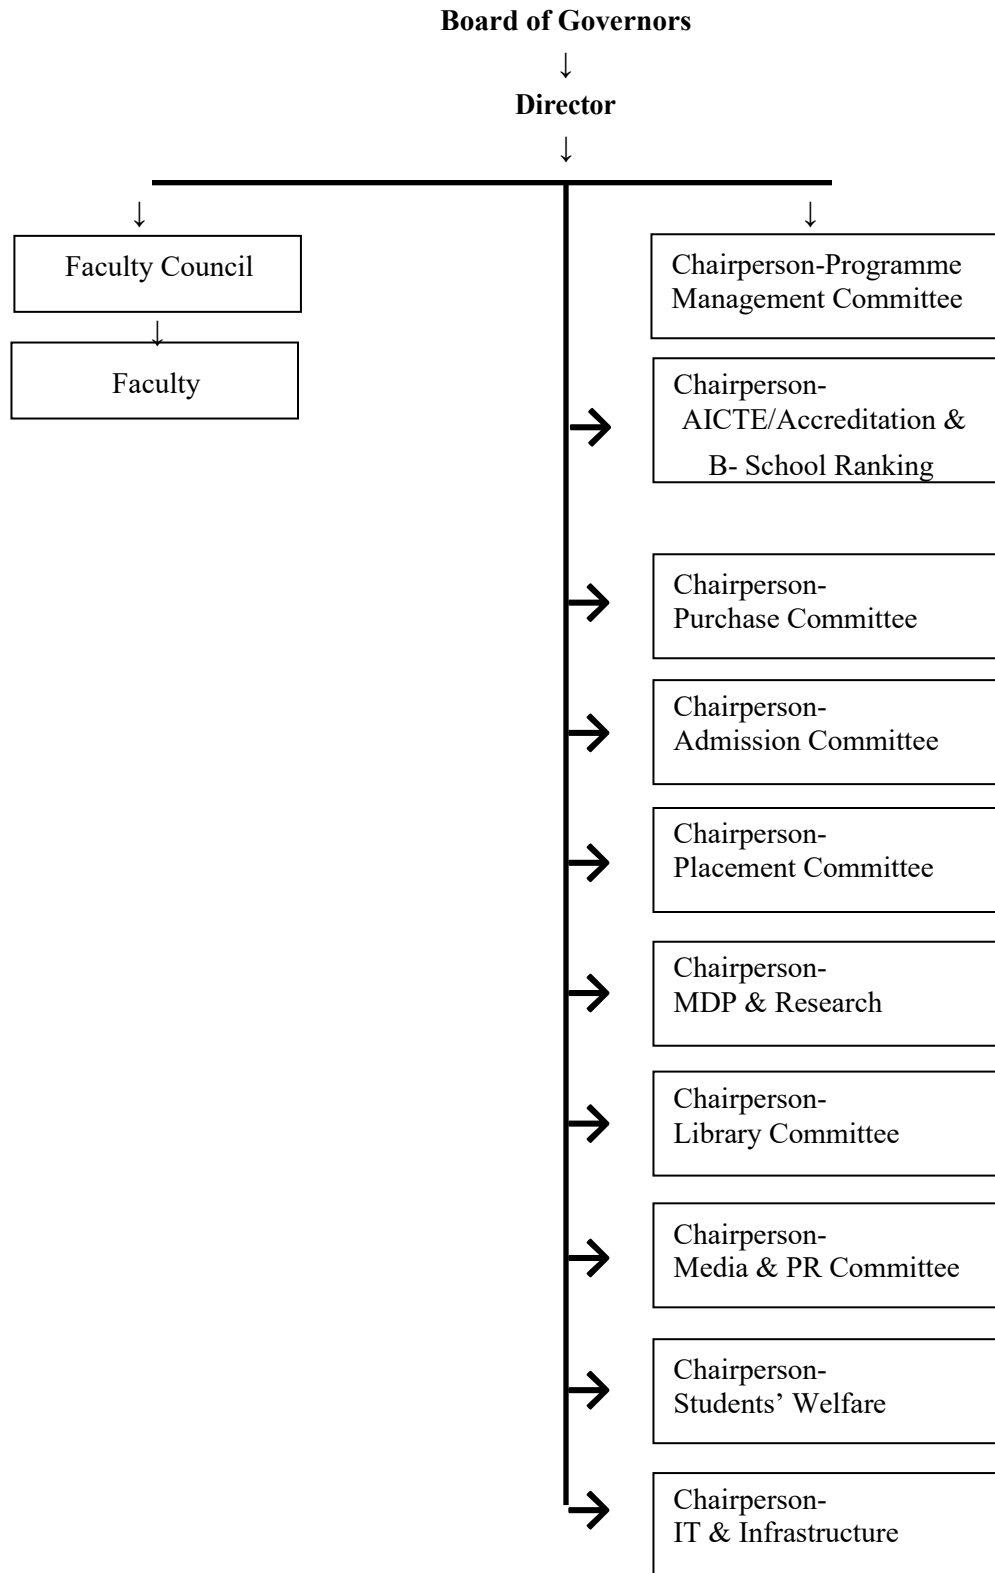 Board of Governors
Director
Faculty Council
Faculty
Chairperson-Programme
Management Committee
Chairperson-
AICTE/Accreditation &
B- School Ranking
Chairperson-
Purchase Committee
Chairperson-
Admission Committee
Chairperson-
Placement Committee
Chairperson-
MDP & Research
Chairperson-
Library Committee
Chairperson-
Media & PR Committee
Chairperson-
Students’ Welfare
Chairperson-
IT & Infrastructure